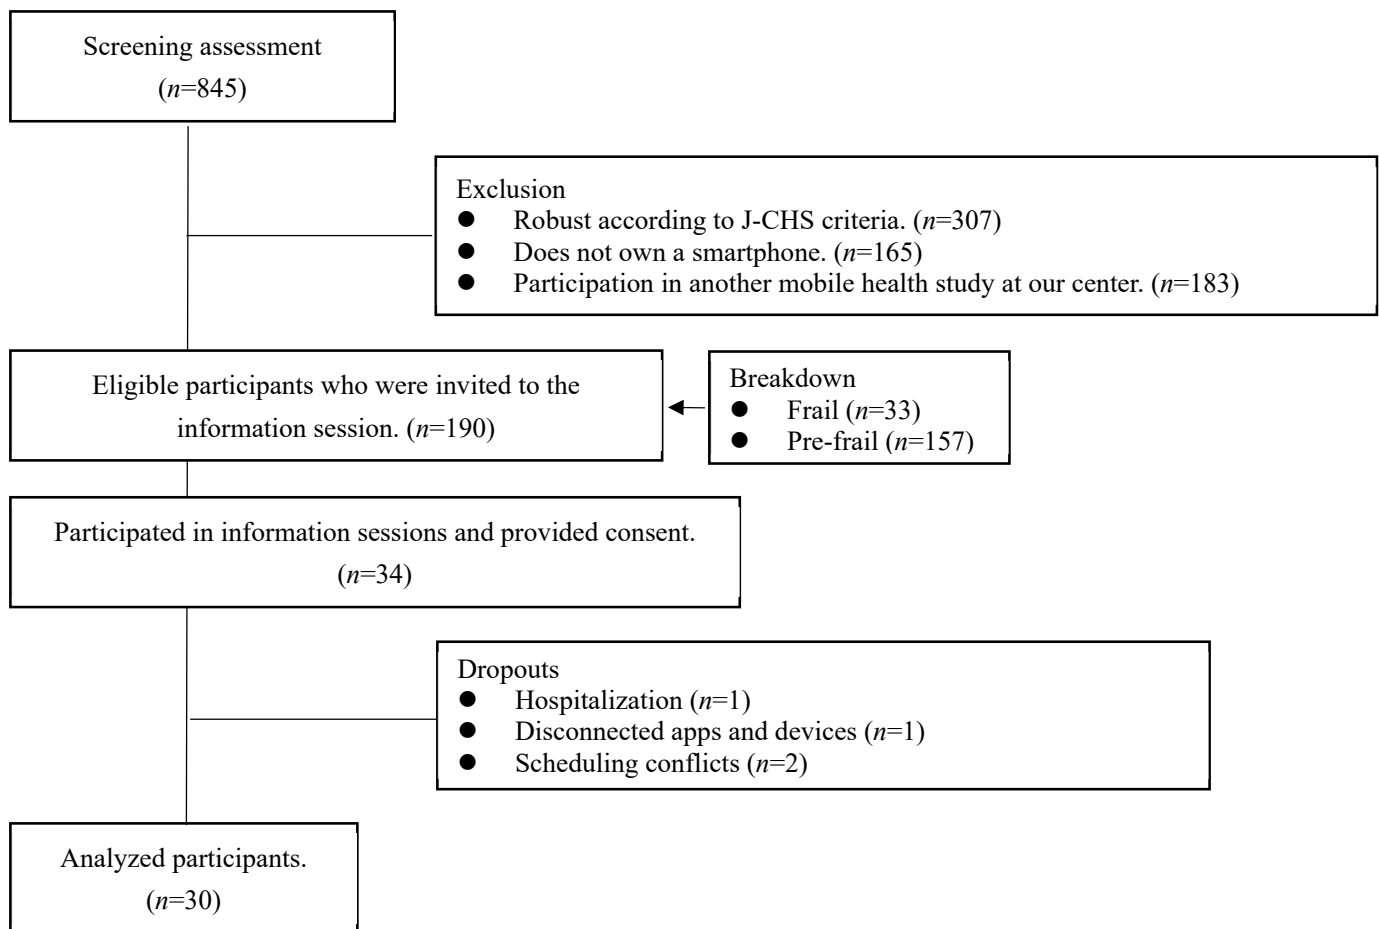 Screening assessment
(n=845)
Exclusion
● Robust according to J-CHS criteria. (n=307)
● Does not own a smartphone. (n=165)
● Participation in another mobile health study at our center. (n=183)
Eligible participants who were invited to the
information session. (n=190)
Breakdown
● Frail (n=33)
● Pre-frail (n=157)
Participated in information sessions and provided consent.
(n=34)
Dropouts
● Hospitalization (n=1)
● Disconnected apps and devices (n=1)
● Scheduling conflicts (n=2)
Analyzed participants.
(n=30)